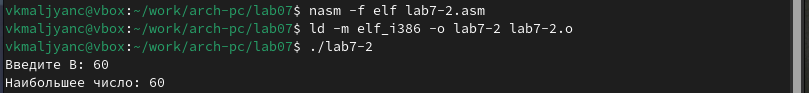 vkmaljyanc@vbox:~/work/arch-pc/lab07$ nasm -f elf lab7-2.asm
vkmaljyanc@vbox:~/work/arch-pc/lab07$ ld -m elf_i386 -o lab7-2 lab7-2.o
vkmaljyanc@vbox:~/work/arch-pc/lab07$ ./lab7-2
Введите В: 60
Наибольшее число: 60